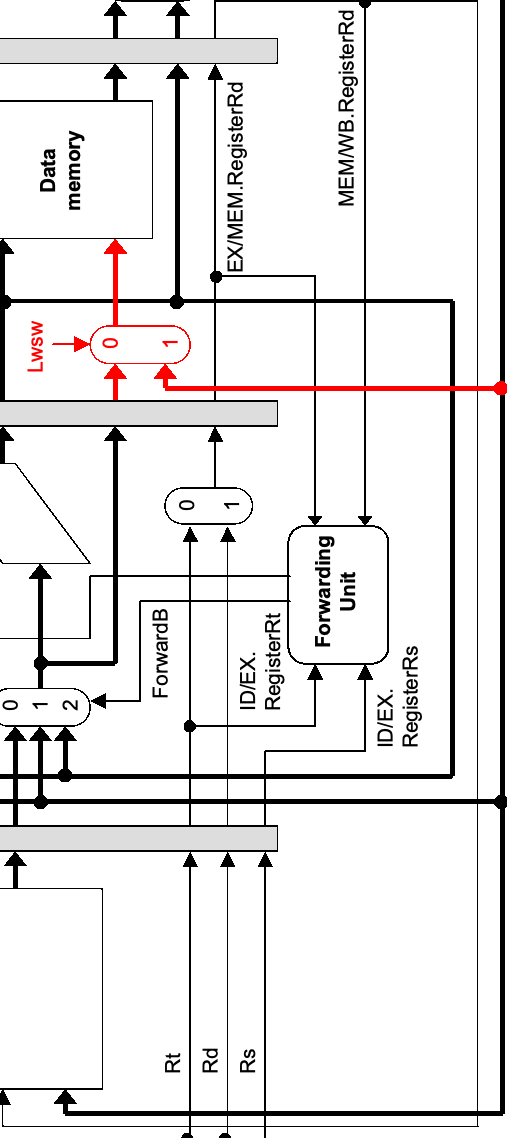 Data
memory
EX/MEM.RegisterRd
MEM/WB.RegisterRd
Lwsw
0
1
0
1
Forwarding
Unit
ForwardB
ID/EX.
RegisterRt
ID/EX.
RegisterRs
0
1
2
Rt
Rd
Rs